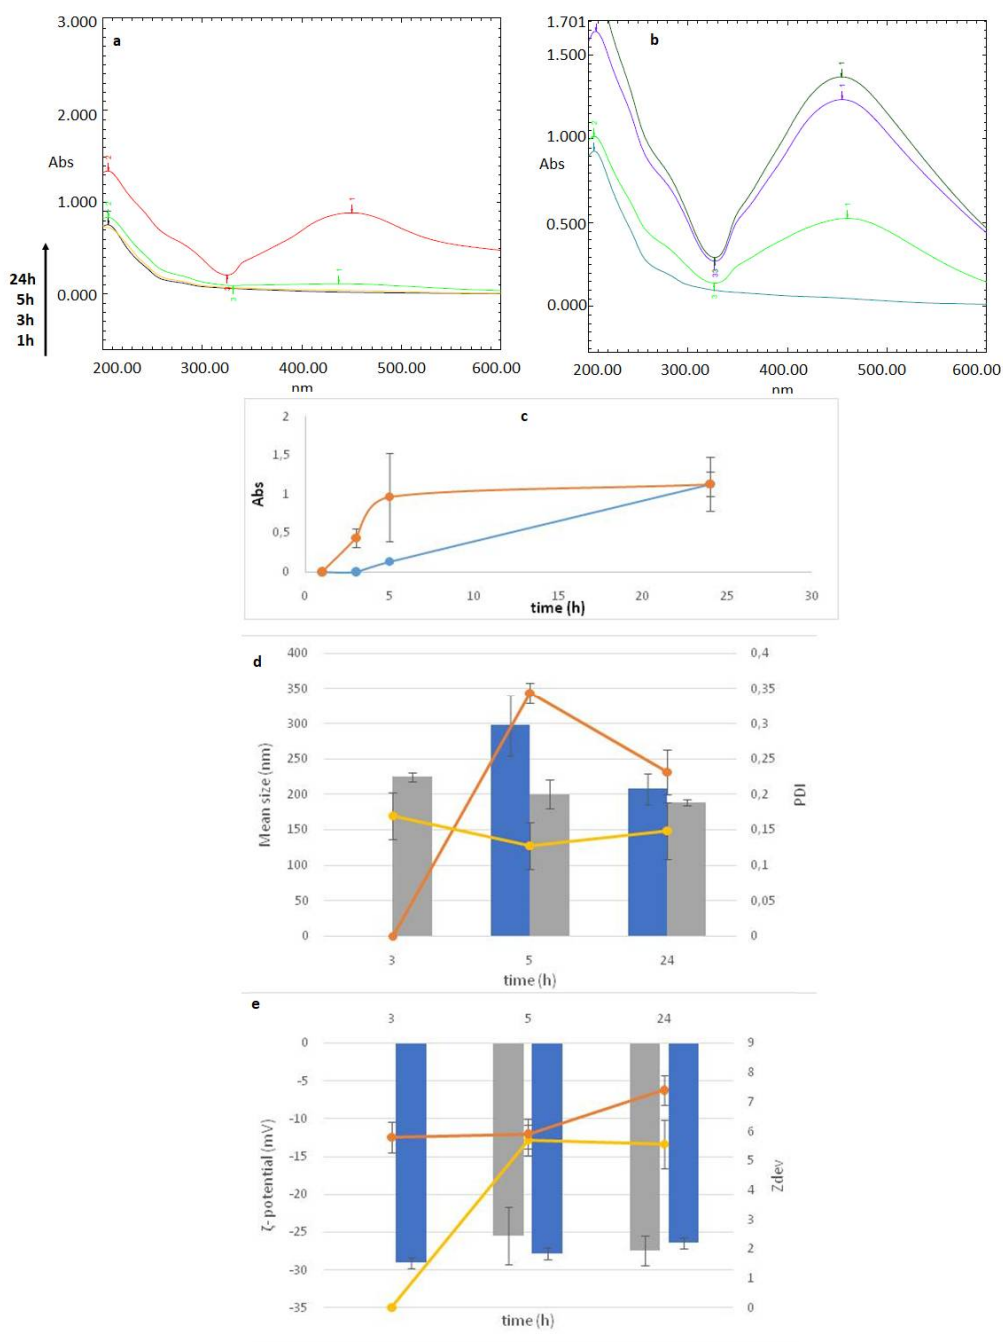 a
3.000
2.000
Abs
1.000
0.000
24h
5h
3h
1h
200.00 300.00 400.00 500.00 600.00
nm
b
1.701
1.500
1.000
Abs
0.500
0.000
200.00 300.00 400.00 500.00 600.00
nm
c
2
1,5
1
0,5
0
Abs
0 5 10 15 20 25 30
time (h)
d
400 0,4
350 0,35
300 0,3
250 0,25
200 0,2
150 0,15
100 0,1
50 0,05
0 0
Mean size (nm)
PDI
3 5 24
time (h)
e
3 5 24
0 9
-5 8
-10 7
-15 6
-20 5
-25 4
-30 3
-35 2
1
0
ζ-potential (mV)
Zdev
time (h)